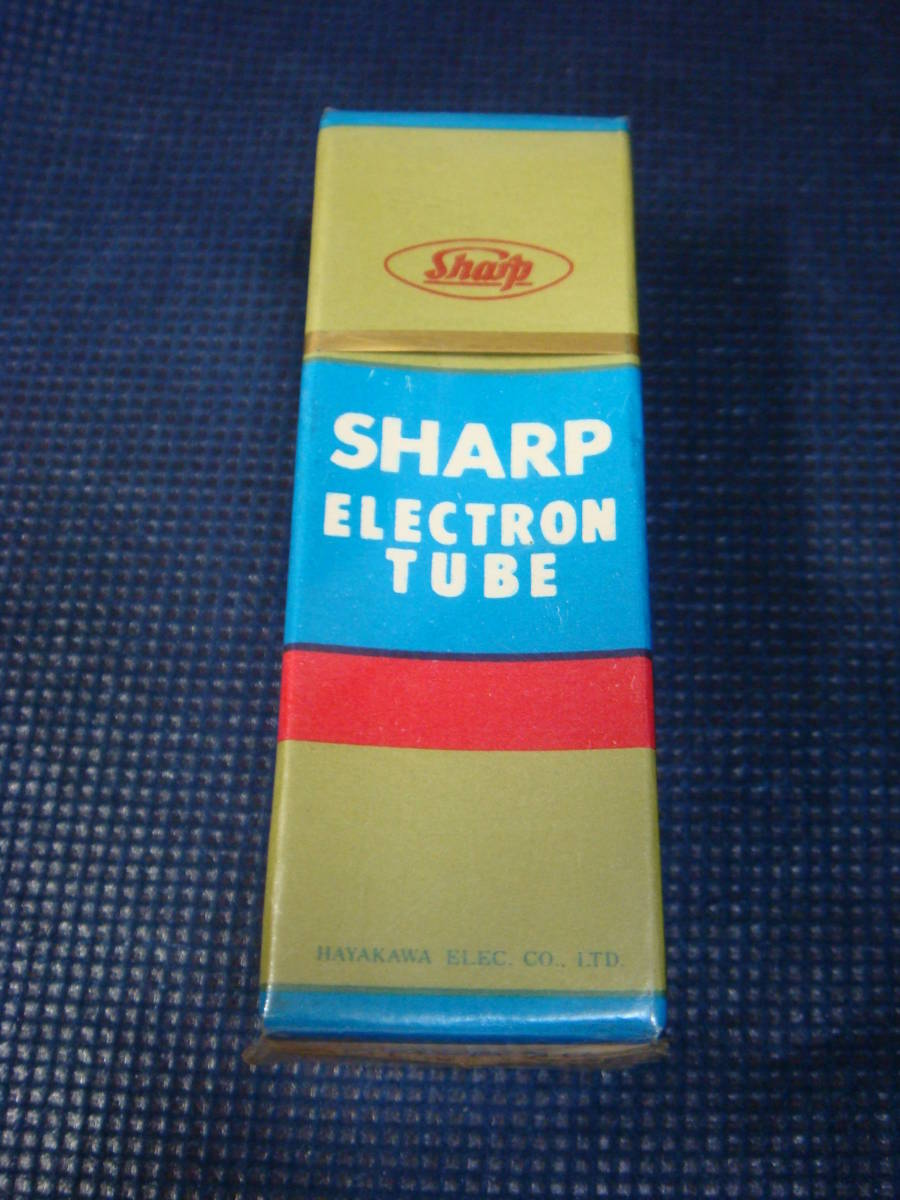 Sharp
SHARP
ELECTRON
TUBE
HAYAKAWA ELEC. CO., LTD.